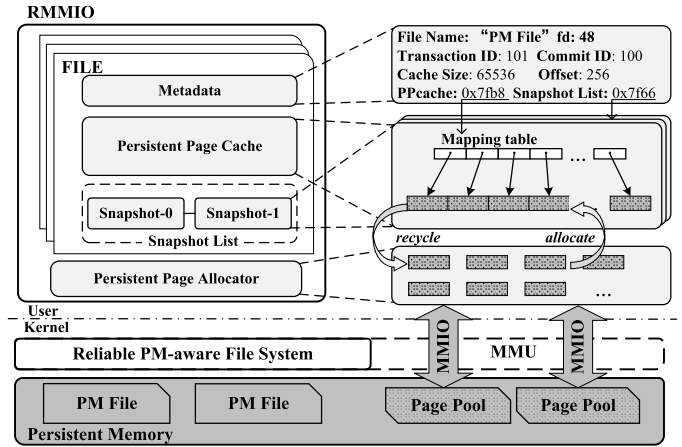 RMMIO
FILE
Metadata
Persistent Page Cache
Snapshot-0
Snapshot-1
Snapshot List
Persistent Page Allocator
File Name: “PM File” fd: 48
Transaction ID: 101 Commit ID: 100
Cache Size: 65536 Offset: 256
PPcache: 0x7fb8 Snapshot List: 0x7f66
Mapping table
...
.
recycle
allocate
...
User
Kernel
Reliable PM-aware File System
MMIO
MMU
MMIO
PM File
PM File
Page Pool
Page Pool
Persistent Memory